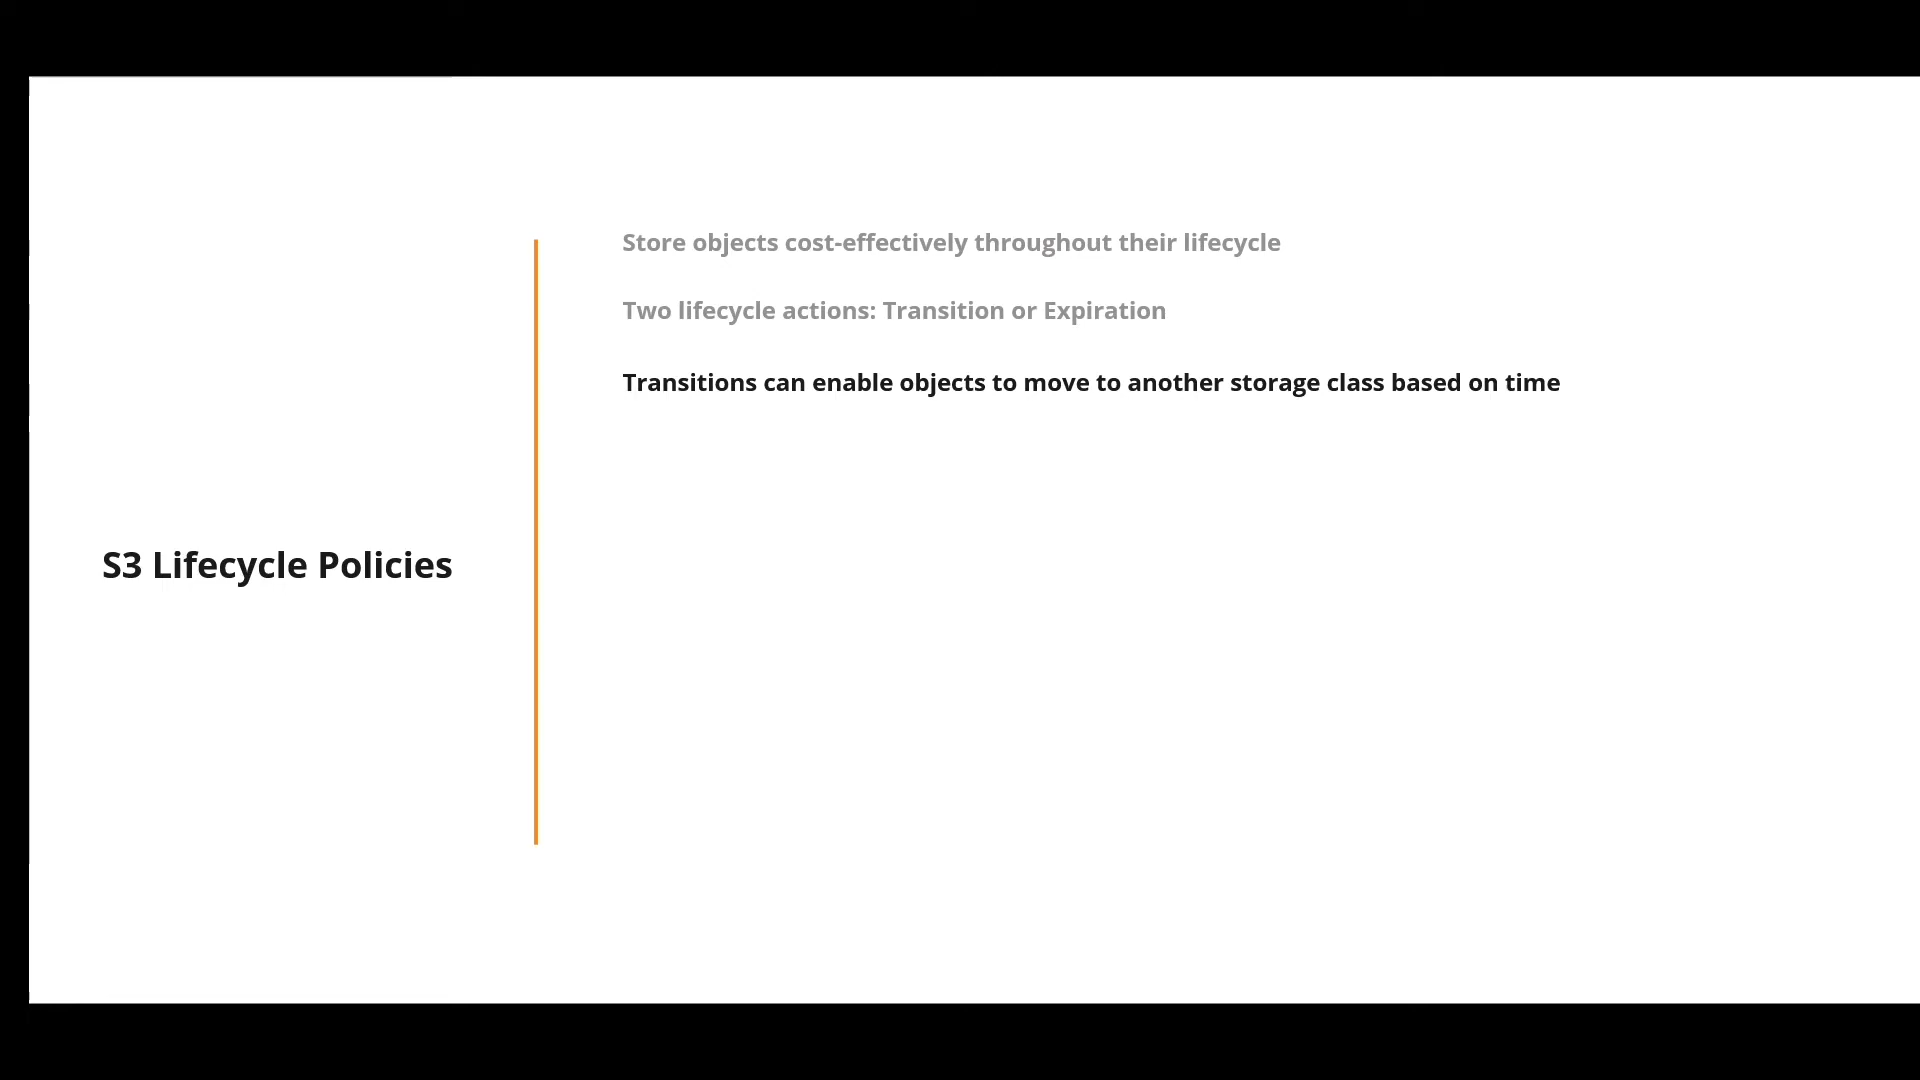 S3 Lifecycle Policies
Store objects cost-effectively throughout their lifecycle
Two lifecycle actions: Transition or Expiration
Transitions can enable objects to move to another storage class based on time